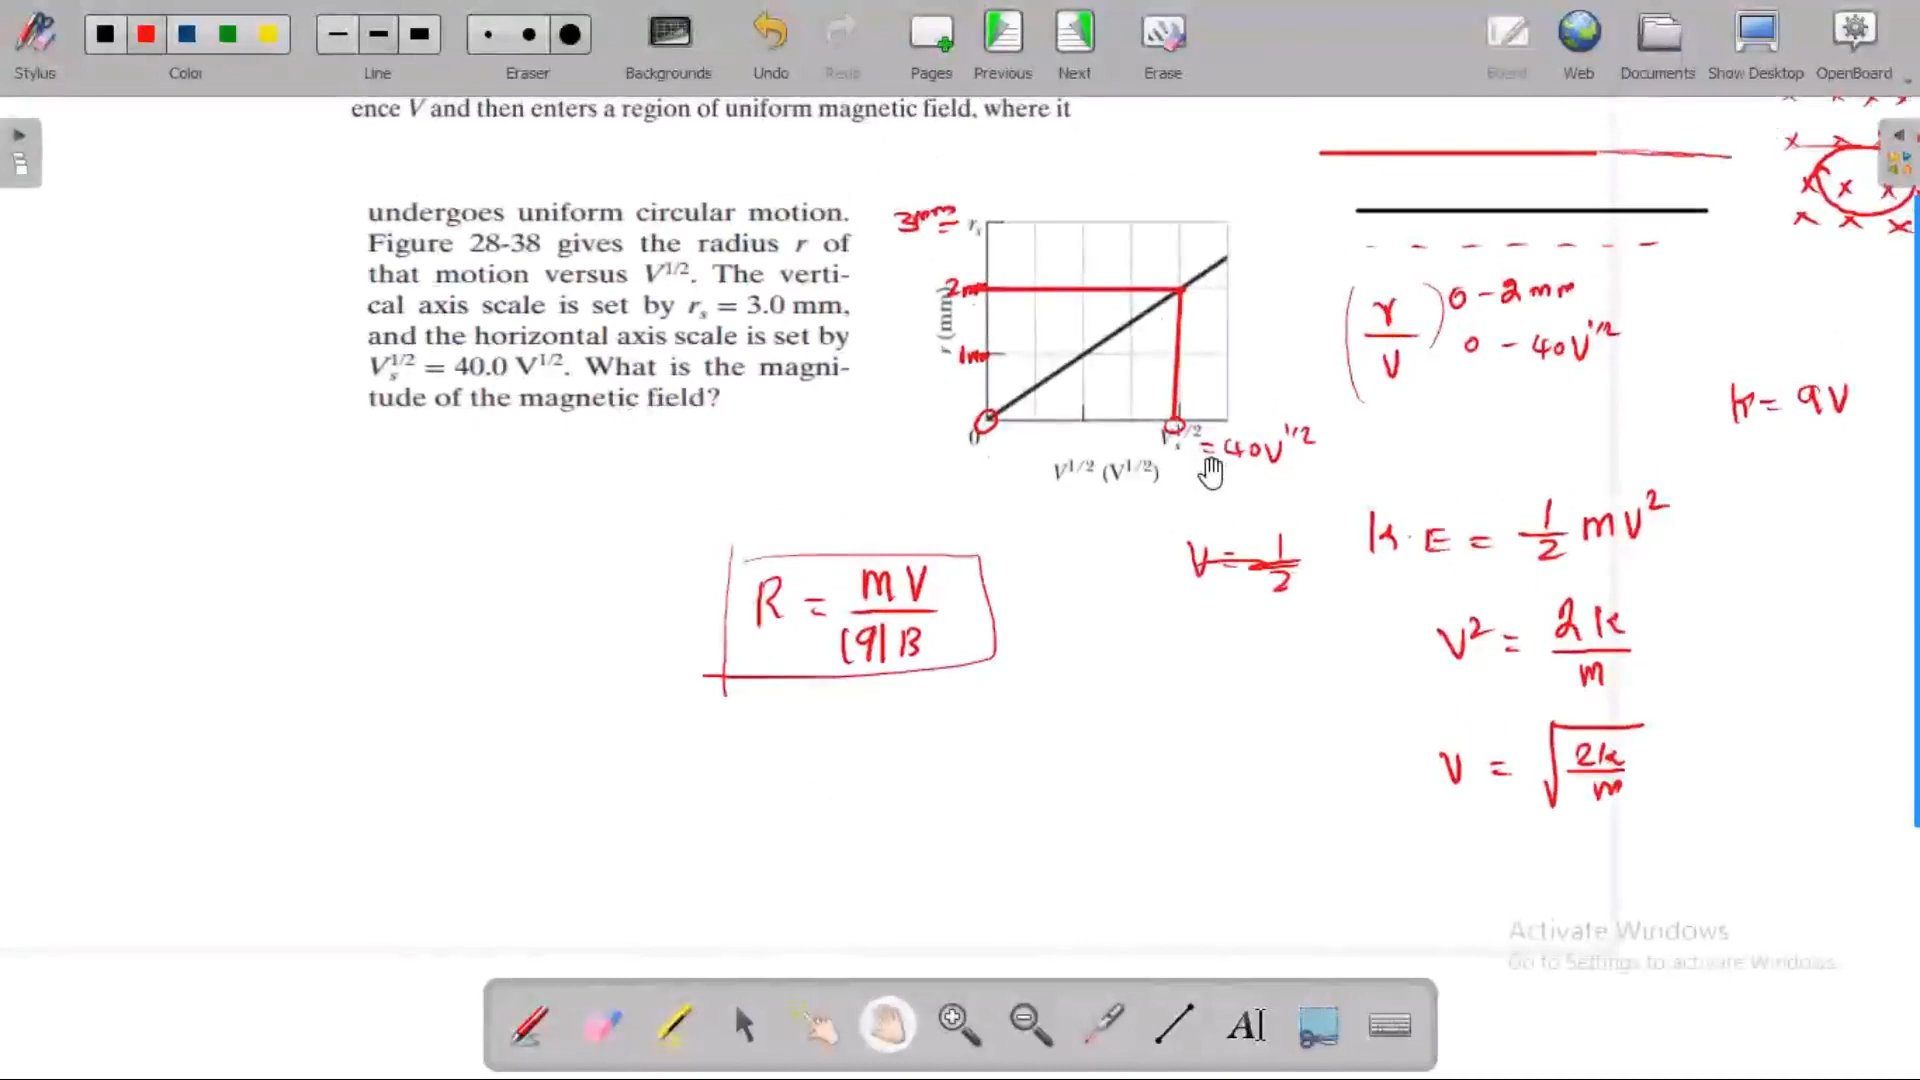 Stylus
Color
Line
Eraser
Backgrounds
Undo
Redo
Pages
Previous
Next
Erase
Board
Web
Documents
Show Desktop
OpenBoard
ence V and then enters a region of uniform magnetic field, where it
undergoes uniform circular motion.
Figure 28-38 gives the radius r of
that motion versus V^1/2. The verti-
cal axis scale is set by r_s = 3.0 mm,
and the horizontal axis scale is set by
V_s^1/2 = 40.0 V^1/2. What is the magni-
tude of the magnetic field?
3mm = r_s
2mm
1mm
r (mm)
0
V_s^1/2
= 40V^1/2
V^1/2 (V^1/2)
(r/V) 0 - 2mm
0 - 40V^1/2
K = qV
R = mV/|q|B
V = 1/2
K.E = 1/2 mV^2
V^2 = 2K/m
V = √(2K/m)
x x x
x x x
x x x
Activate Windows
Go to Settings to activate Windows.